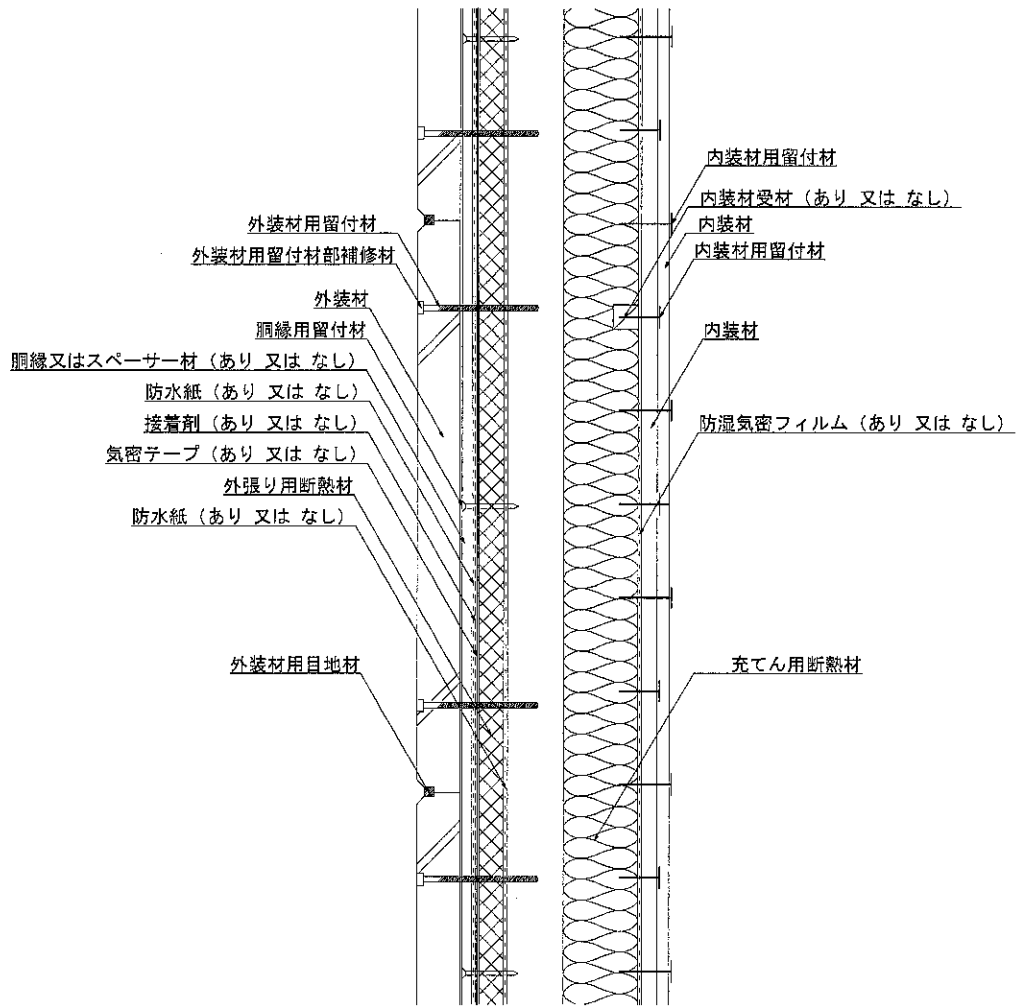 外装材用留付材
外装材用留付材部補修材
外装材
胴縁用留付材
胴縁又はスペーサー材（あり 又は なし）
防水紙（あり 又は なし）
接着剤（あり 又は なし）
気密テープ（あり 又は なし）
外張り用断熱材
防水紙（あり 又は なし）
外装材用目地材
内装材用留付材
内装材受材（あり 又は なし）
内装材
内装材用留付材
内装材
防湿気密フィルム（あり 又は なし）
充てん用断熱材